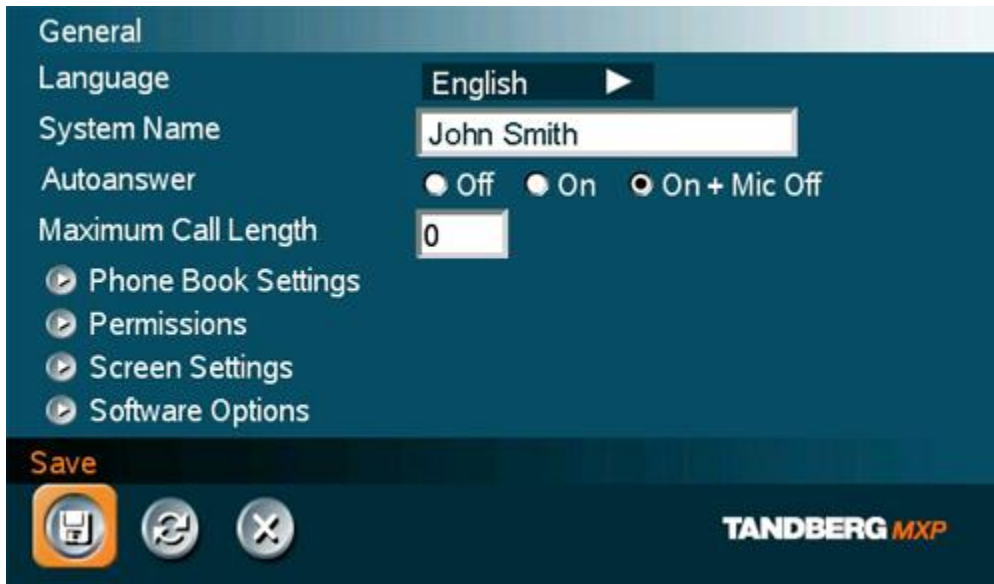 General
Language English
System Name John Smith
Autoanswer Off On On + Mic Off
Maximum Call Length 0
Phone Book Settings
Permissions
Screen Settings
Software Options
Save
TANDBERG MXP